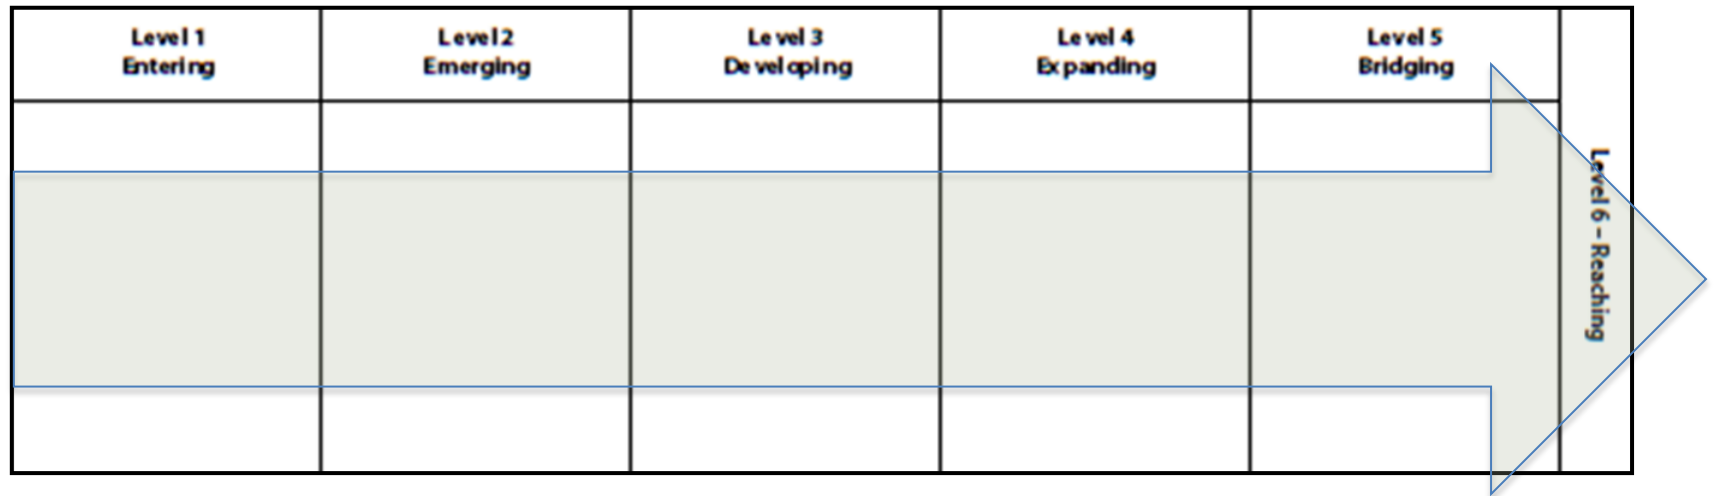 Level 1
Entering
Level 2
Emerging
Level 3
Developing
Level 4
Expanding
Level 5
Bridging
Level 6 – Reaching